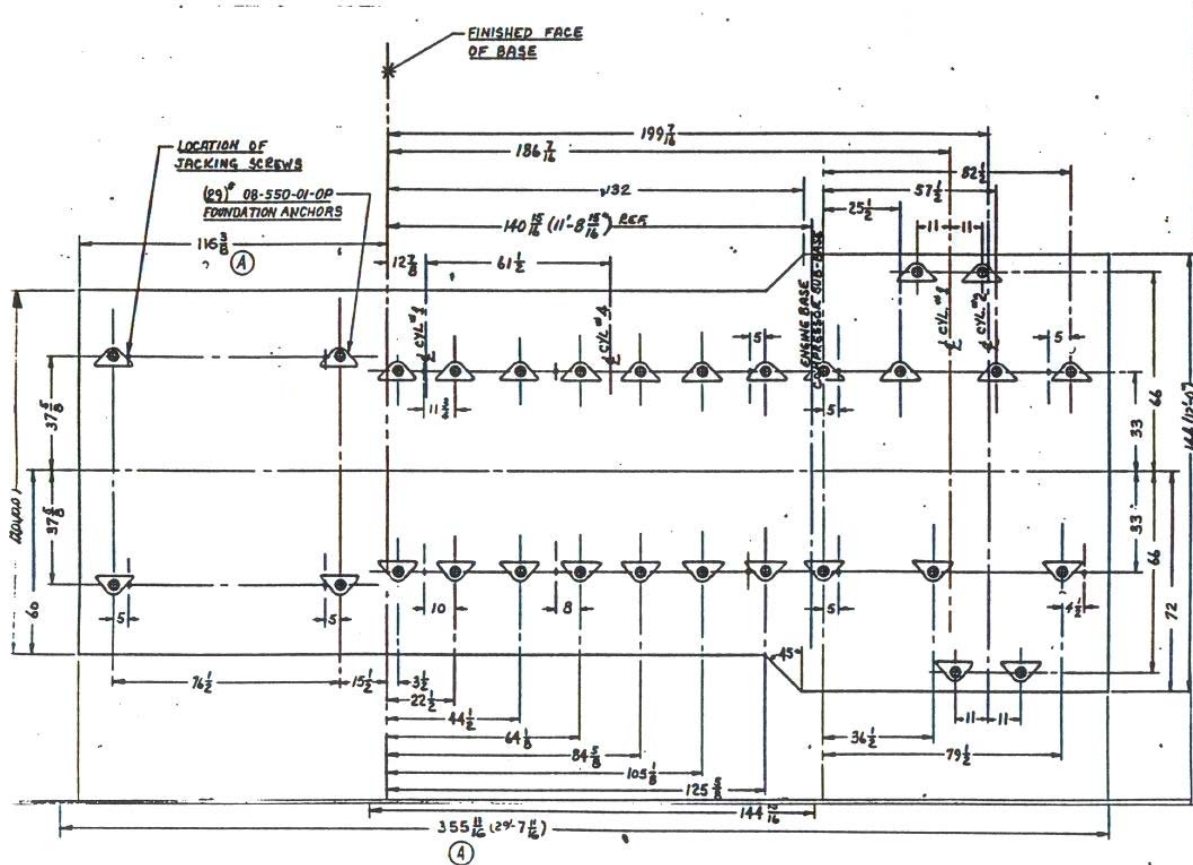 FINISHED FACE
OF BASE
LOCATION OF
JACKING SCREWS
(29)# 08-550-01-0P
FOUNDATION ANCHORS
199 7/16
186 7/16
82 1/2
132
57 1/2
25 1/2
140 15/16 (11'-8 15/16") REF.
11 11
116 3/8
A
12 7/8
61 1/2
℄ CYL #1
℄ CYL #4
ENGINE BASE
COMPRESSOR SUB-BASE
℄ CYL. #1
℄ CYL. #2
5
5
5
11
37 5/8
33
66
37 5/8
33
66
60
72
5
5
10
8
5
4 1/2
45°
76 1/2
15 1/2
3 1/2
22 1/2
44 1/2
64 1/8
84 5/8
105 1/8
125 5/8
11 11
36 1/2
79 1/2
355 11/16 (29'-7 11/16)
A